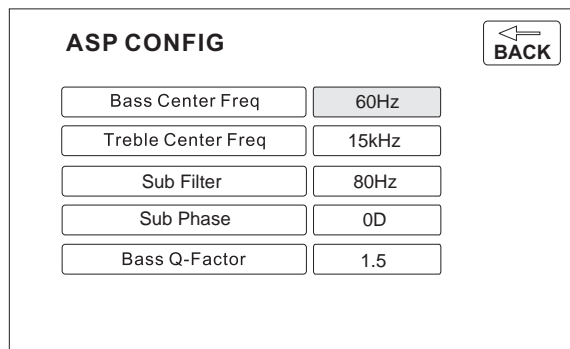 ASP CONFIG
BACK
Bass Center Freq 60Hz
Treble Center Freq 15kHz
Sub Filter 80Hz
Sub Phase 0D
Bass Q-Factor 1.5